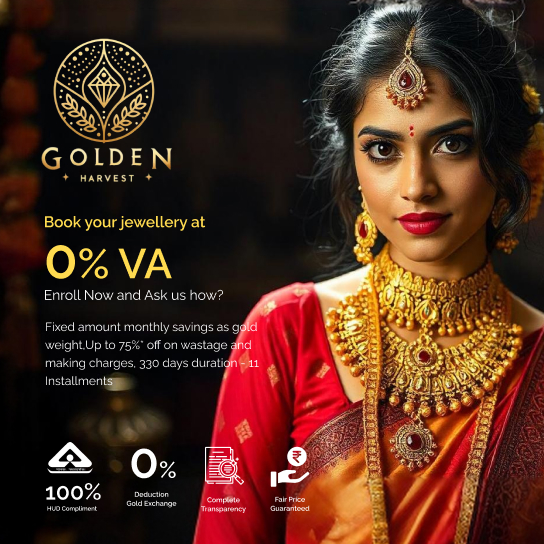 GOLDEN
HARVEST
Book your jewellery at
0% VA
Enroll Now and Ask us how?
Fixed amount monthly savings as gold
weight,Up to 75%* off on wastage and
making charges, 330 days duration - 11
Installments
100%
HUD Compliment
0%
Deduction
Gold Exchange
Complete
Transparency
₹
Fair Price
Guaranteed